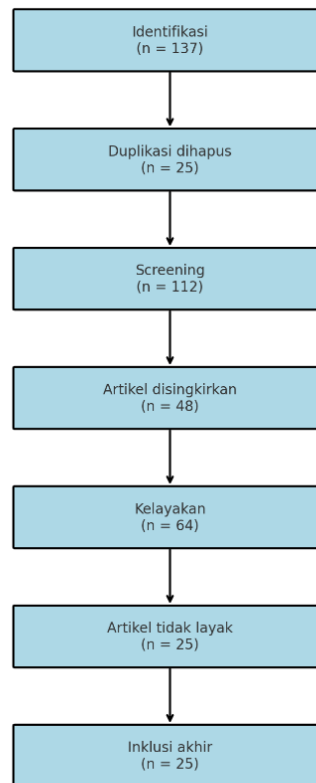 Identifikasi
(n = 137)
Duplikasi dihapus
(n = 25)
Screening
(n = 112)
Artikel disingkirkan
(n = 48)
Kelayakan
(n = 64)
Artikel tidak layak
(n = 25)
Inklusi akhir
(n = 25)